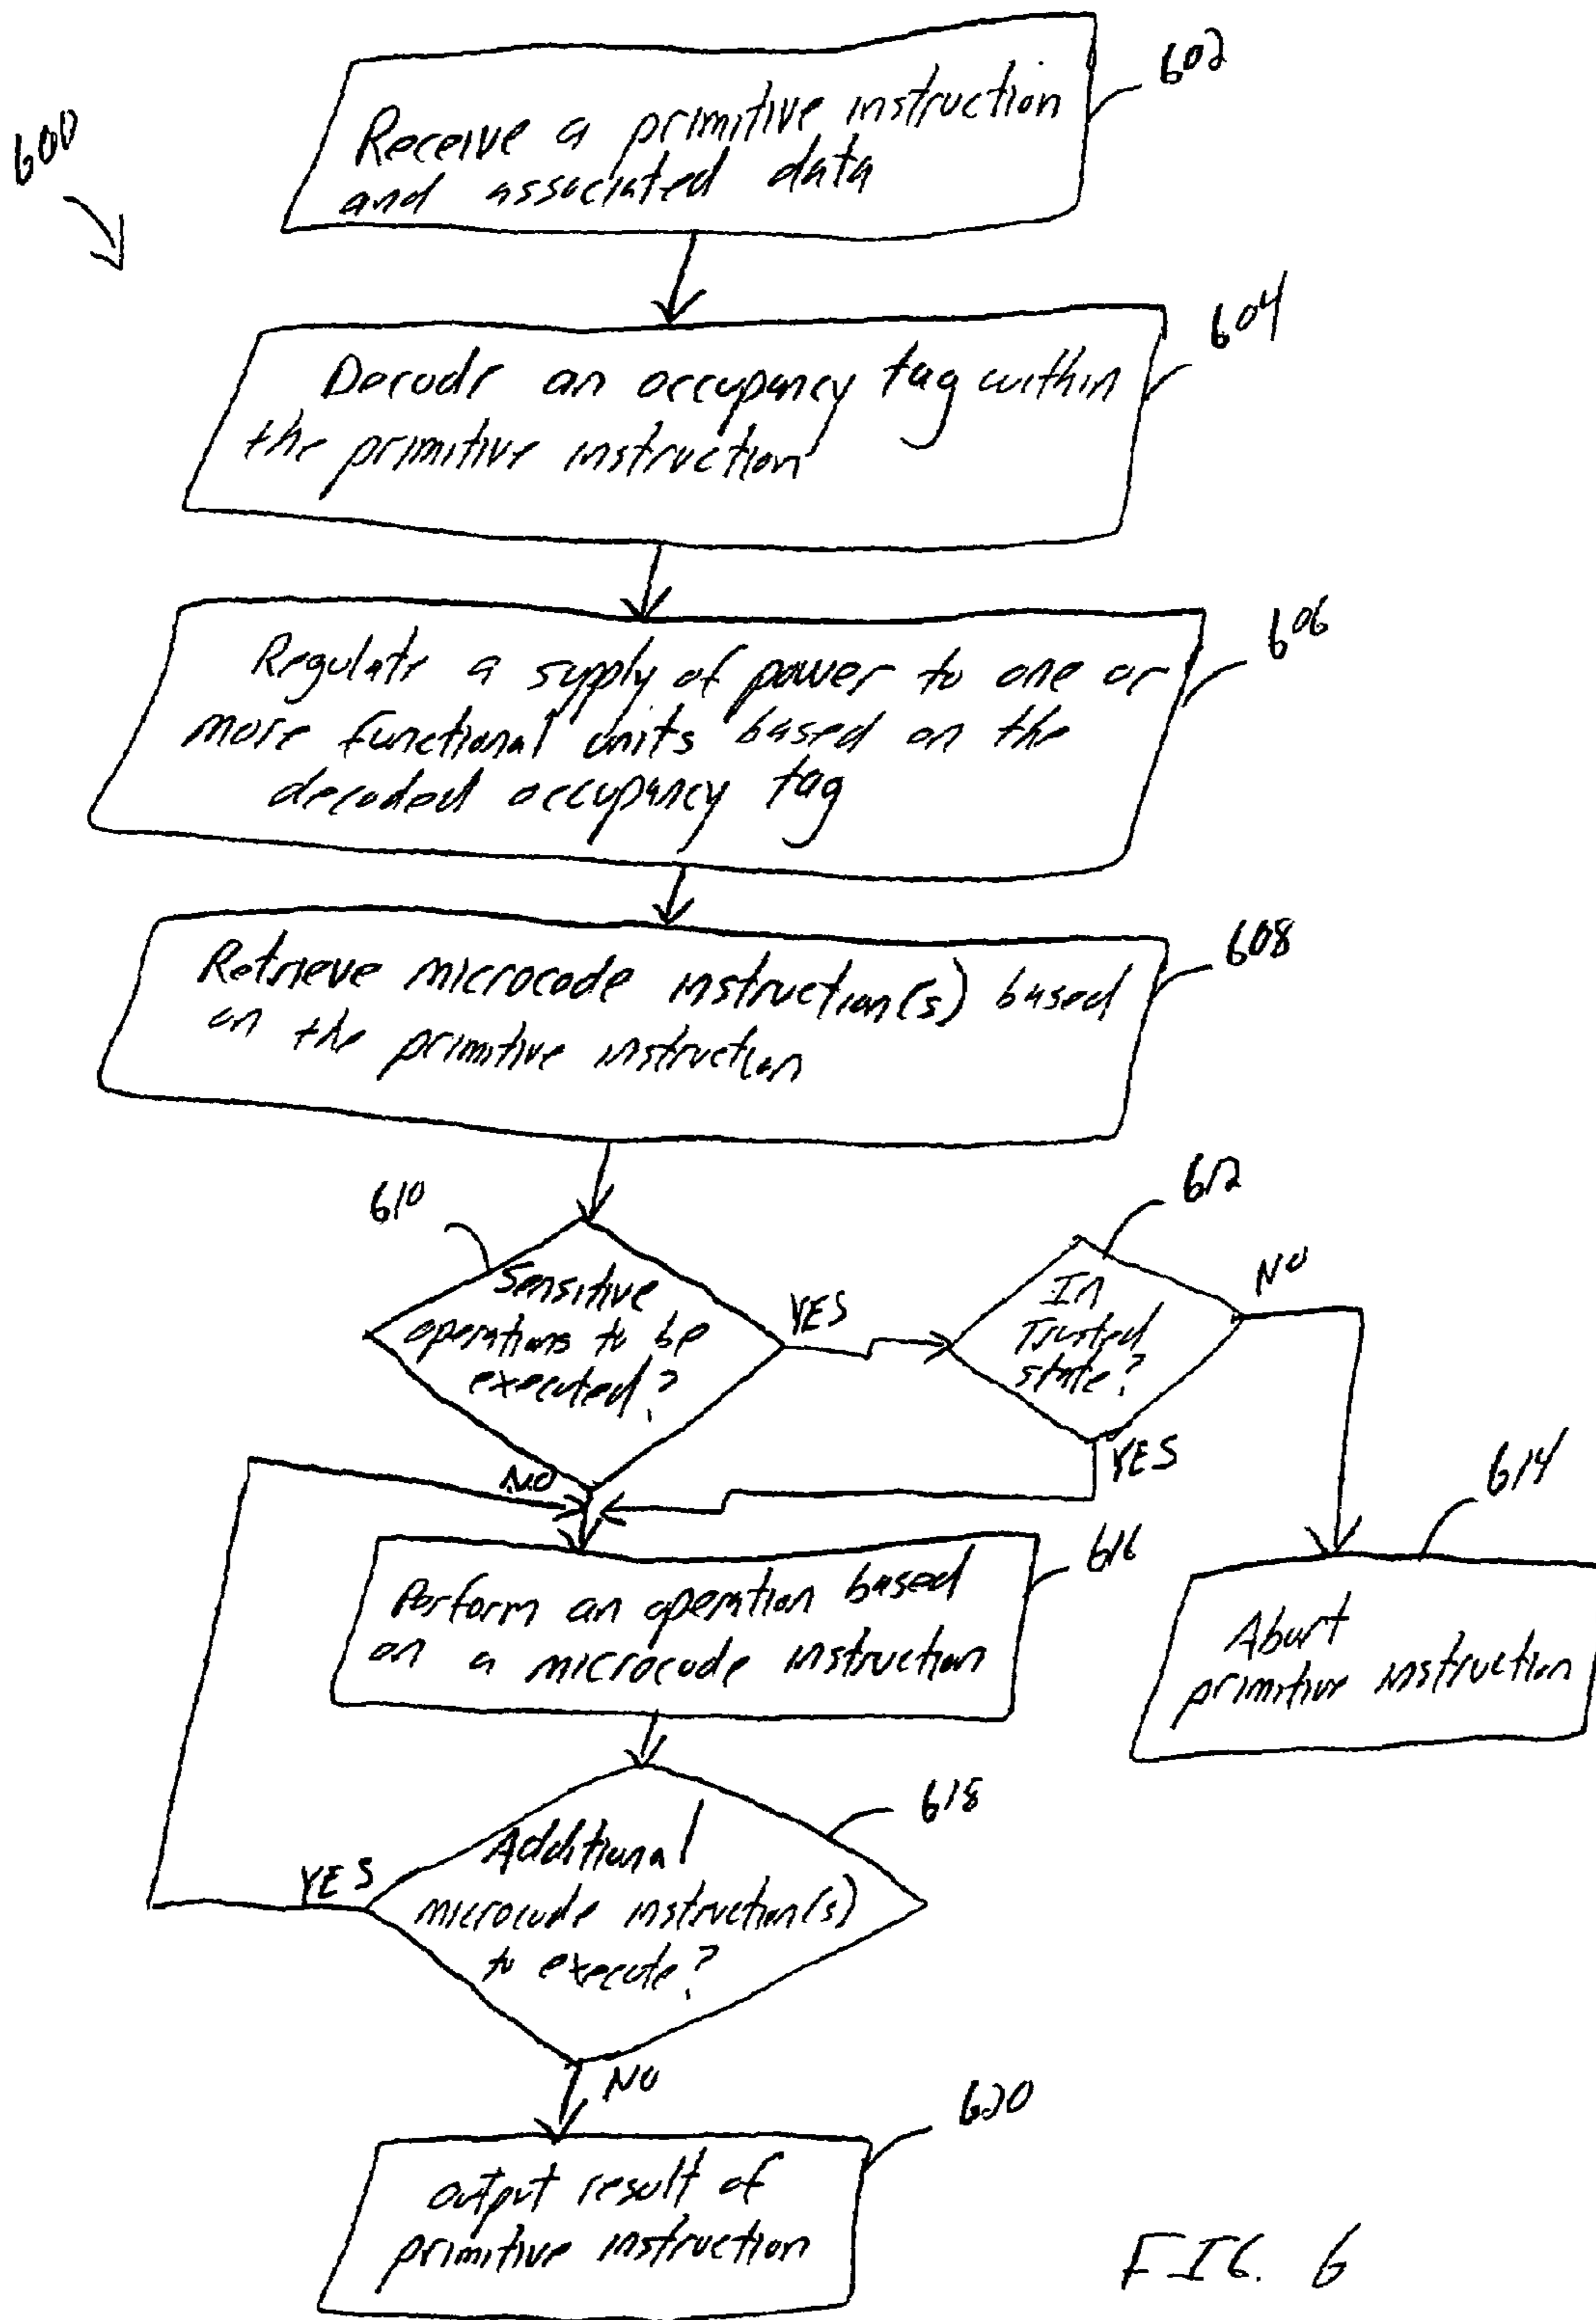 600
602
Receive a primitive instruction
and associated data
604
Decode an occupancy tag within
the primitive instruction
606
Regulate a supply of power to one or
more functional units based on the
decoded occupancy tag
608
Retrieve microcode instruction(s) based
on the primitive instruction
610
Sensitive
operations to be
executed?
YES
NO
612
In
Trusted
state?
NO
YES
614
Abort
primitive instruction
616
Perform an operation based
on a microcode instruction
618
Additional
microcode instruction(s)
to execute?
YES
NO
620
output result of
primitive instruction
FIG. 6